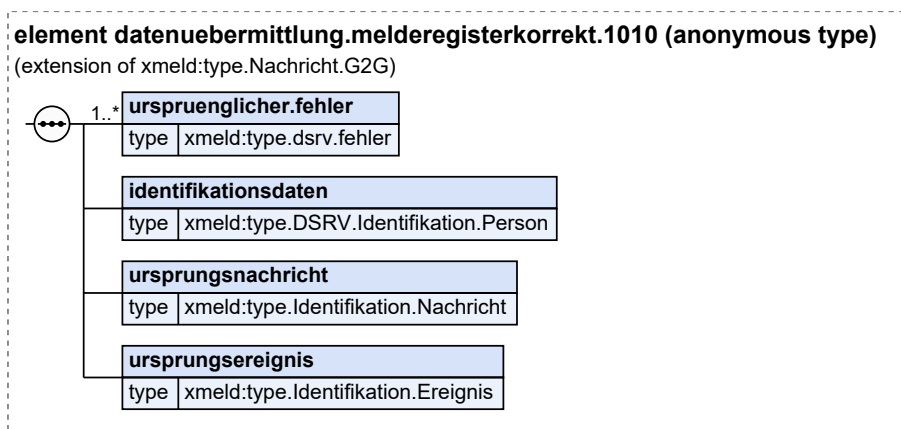 element datenuebermittlung.melderegisterkorrekt.1010 (anonymous type)
(extension of xmeld:type.Nachricht.G2G)
1..* urspruenglicher.fehler
type xmeld:type.dsrv.fehler
identifikationsdaten
type xmeld:type.DSRV.Identifikation.Person
ursprungsnachricht
type xmeld:type.Identifikation.Nachricht
ursprungsereignis
type xmeld:type.Identifikation.Ereignis